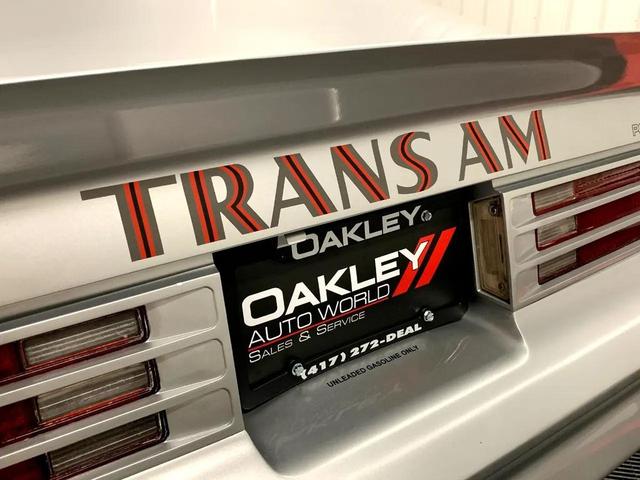 TRANS AM
OAKLEY
OAKLEY
AUTO WORLD
SALES & SERVICE
(417) 272-DEAL
UNLEADED GASOLINE ONLY